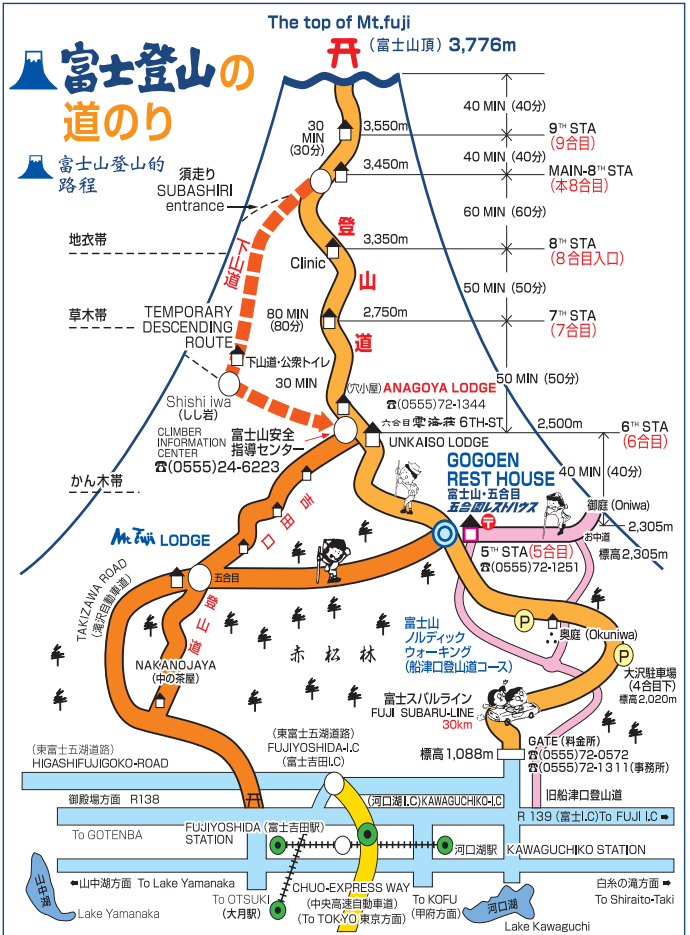 The top of Mt.fuji
(富士山頂) 3,776m
富士登山の
道のり
富士山登山的
路程
40 MIN (40分)
30
MIN
(30分)
3,550m
9TH STA
(9合目)
40 MIN (40分)
3,450m
MAIN-8TH STA
(本8合目)
須走り
SUBASHIRI
entrance
60 MIN (60分)
地衣帯
下山道
登山道
3,350m
Clinic
8TH STA
(8合目入口)
50 MIN (50分)
草木帯
TEMPORARY
DESCENDING
ROUTE
80 MIN
(80分)
2,750m
7TH STA
(7合目)
下山道・公衆トイレ
30 MIN
50 MIN (50分)
Shishi iwa
(しし岩)
(穴小屋) ANAGOYA LODGE
☎(0555)72-1344
六合目 雲海荘 6TH-ST
UNKAISO LODGE
2,500m
6TH STA
(6合目)
CLIMBER
INFORMATION
CENTER
富士山安全
指導センター
☎(0555)24-6223
GOGOEN
REST HOUSE
富士山・五合目
五合園レストハウス
40 MIN (40分)
かん木帯
御庭 (Oniwa)
2,305m
お中道
標高2,305m
吉田口
Mt Fuji LODGE
〒
5TH STA (5合目)
☎(0555)72-1251
五合目
TAKIZAWA ROAD
(滝沢自動車道)
登山道
NAKANOJAYA
(中の茶屋)
赤松林
富士山
ノルディック
ウォーキング
(船津口登山道コース)
P
奥庭 (Okuniwa)
P
大沢駐車場
(4合目下)
標高2,020m
富士スバルライン
FUJI SUBARU-LINE
30km
標高1,088m
GATE (料金所)
☎(0555)72-0572
☎(0555)72-1311(事務所)
(東富士五湖道路)
HIGASHIFUJIGOKO-ROAD
(東富士五湖道路)
FUJIYOSHIDA-I.C
(富士吉田I.C)
旧船津口登山道
御殿場方面 R138
(河口湖I.C)KAWAGUCHIKO-I.C
R 139 (富士I.C)To FUJI I.C ➡
To GOTENBA
FUJIYOSHIDA (富士吉田駅)
STATION
河口湖駅 KAWAGUCHIKO STATION
⬅山中湖方面 To Lake Yamanaka
白糸の滝方面 ➡
To Shiraito-Taki
山中湖
Lake Yamanaka
To OTSUKI
(大月駅)
CHUO-EXPRESS WAY
(中央高速自動車道)
(To TOKYO 東京方面)
To KOFU
(甲府方面)
河口湖
Lake Kawaguchi